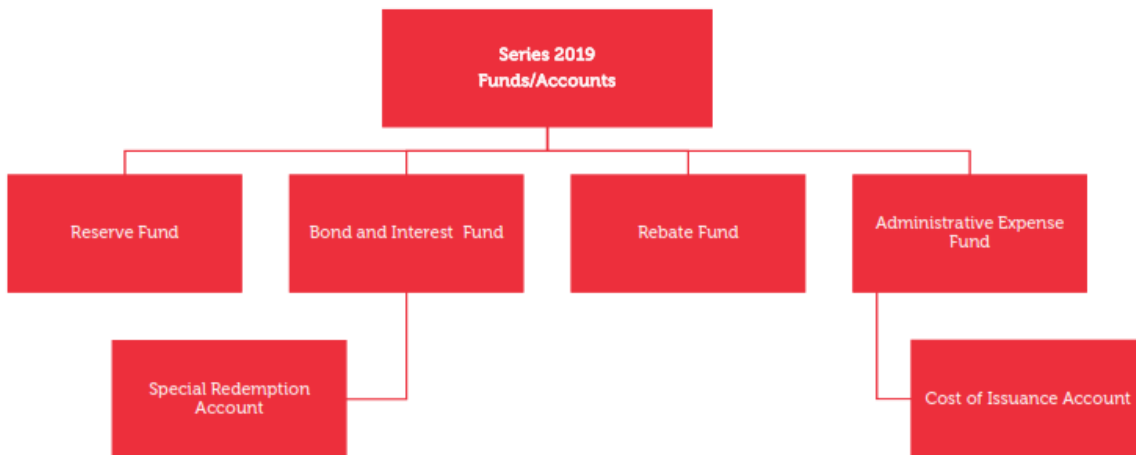 Series 2019
Funds/Accounts
Reserve Fund
Bond and Interest Fund
Rebate Fund
Administrative Expense
Fund
Special Redemption
Account
Cost of Issuance Account